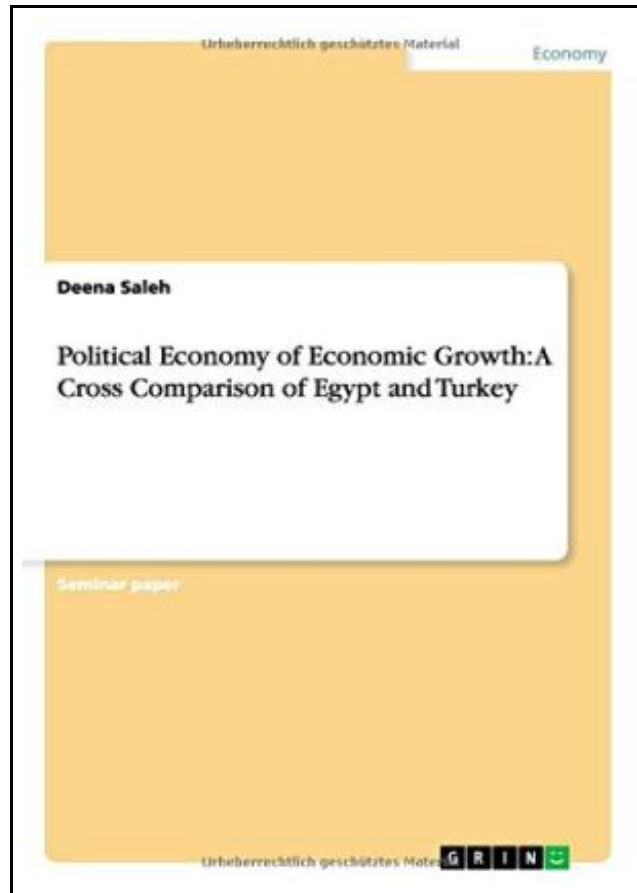 Urheberrechtlich geschütztes Material
Economy
Deena Saleh
Political Economy of Economic Growth: A
Cross Comparison of Egypt and Turkey
Seminar paper
Urheberrechtlich geschütztes Mate
GRIN